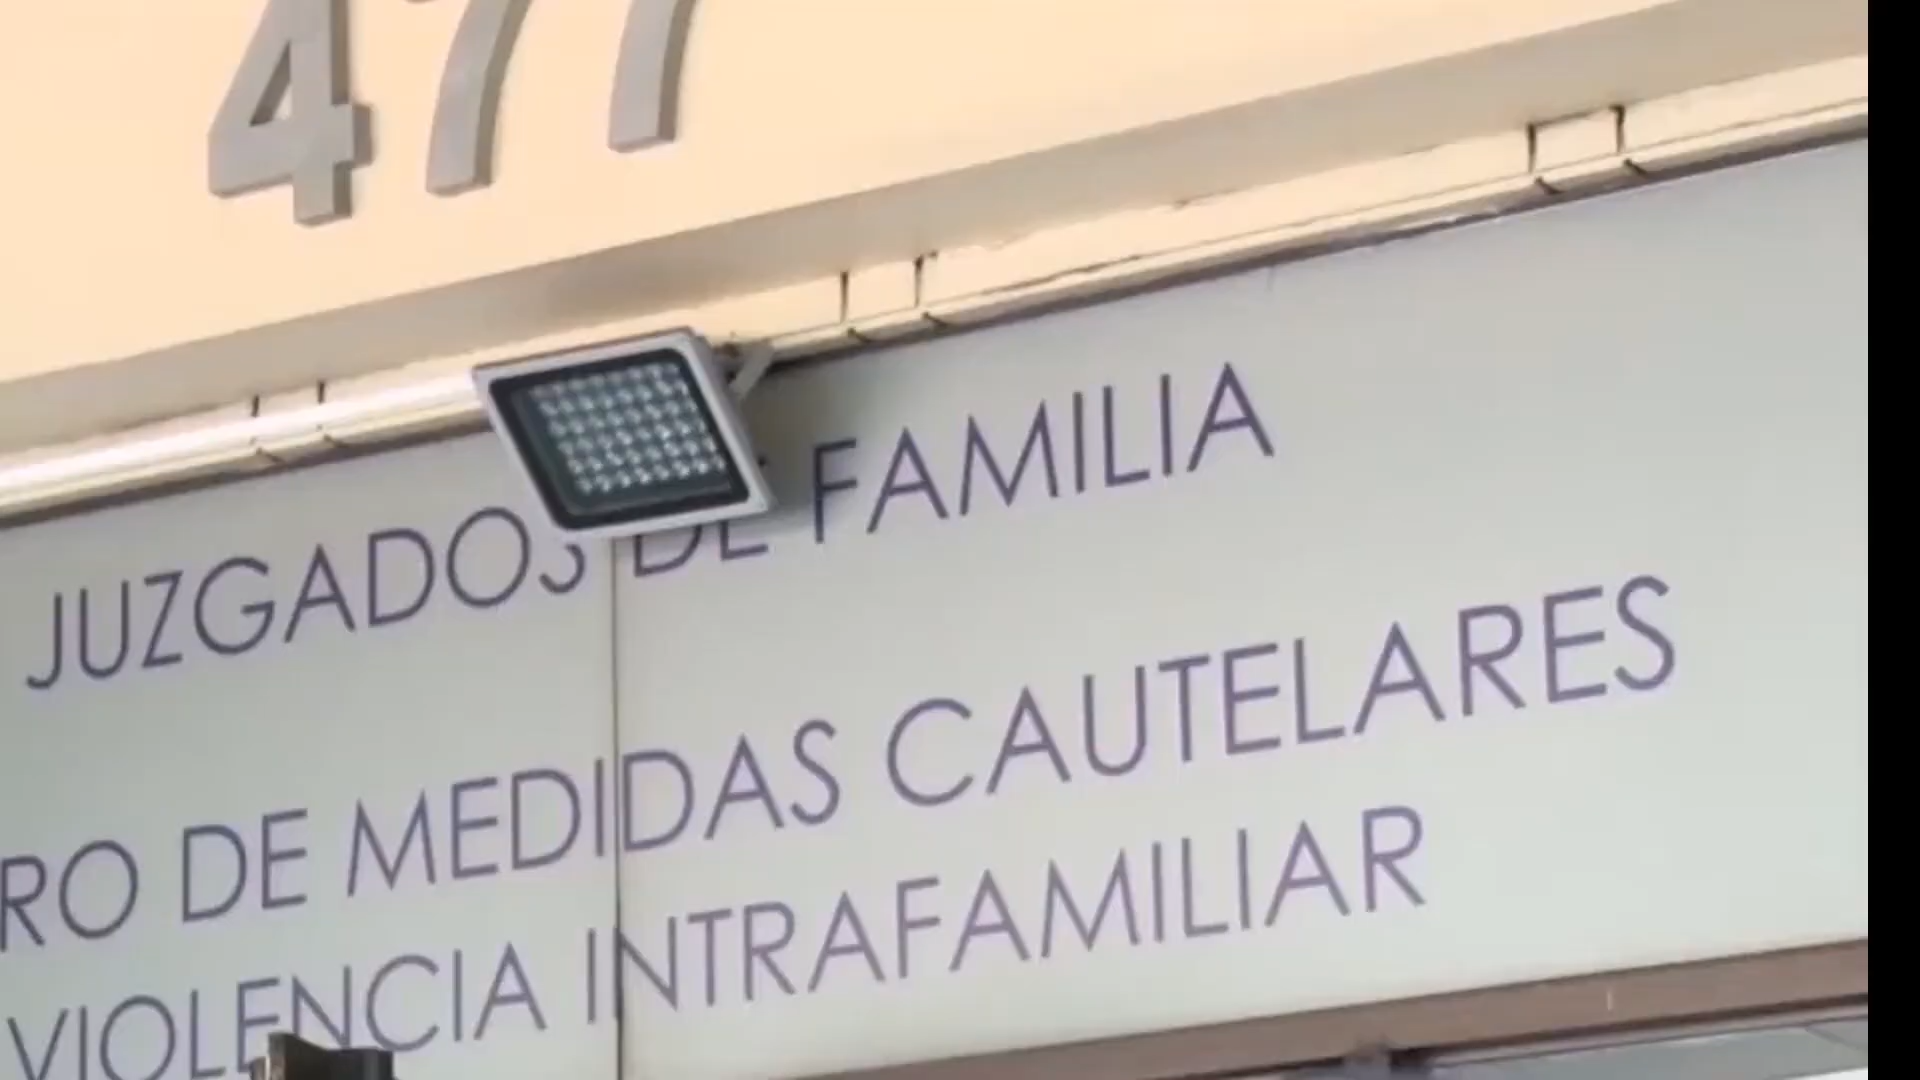 477
JUZGADOS DE FAMILIA
RO DE MEDIDAS CAUTELARES
VIOLENCIA INTRAFAMILIAR